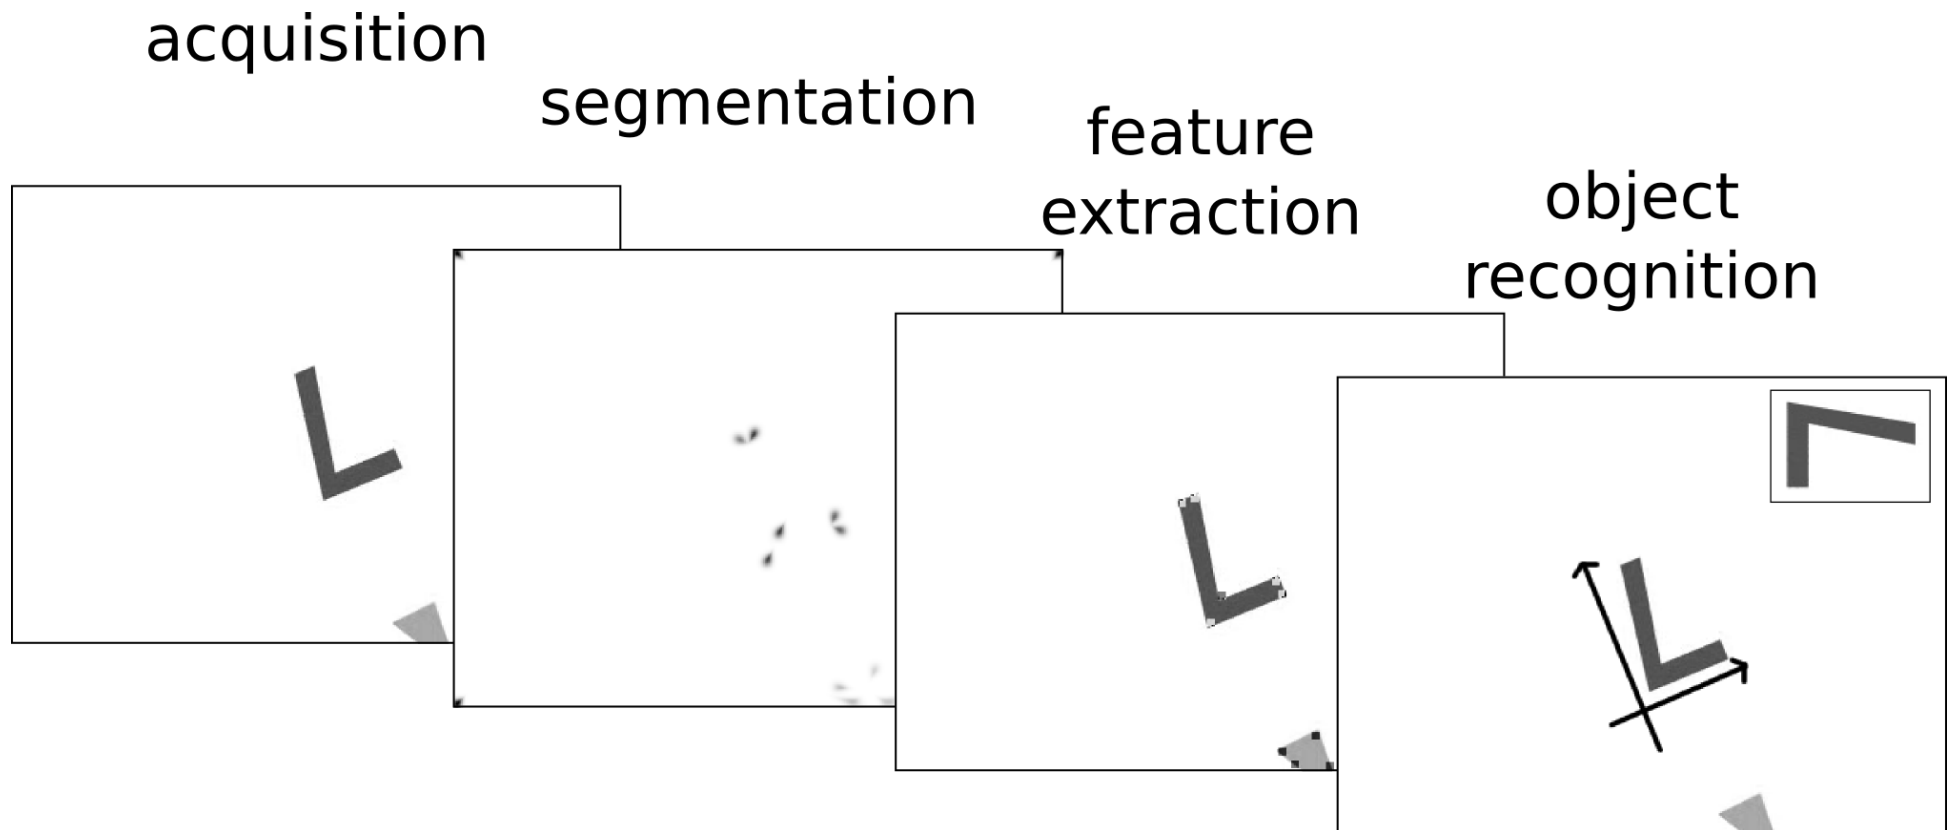 acquisition
segmentation
feature
extraction
object
recognition